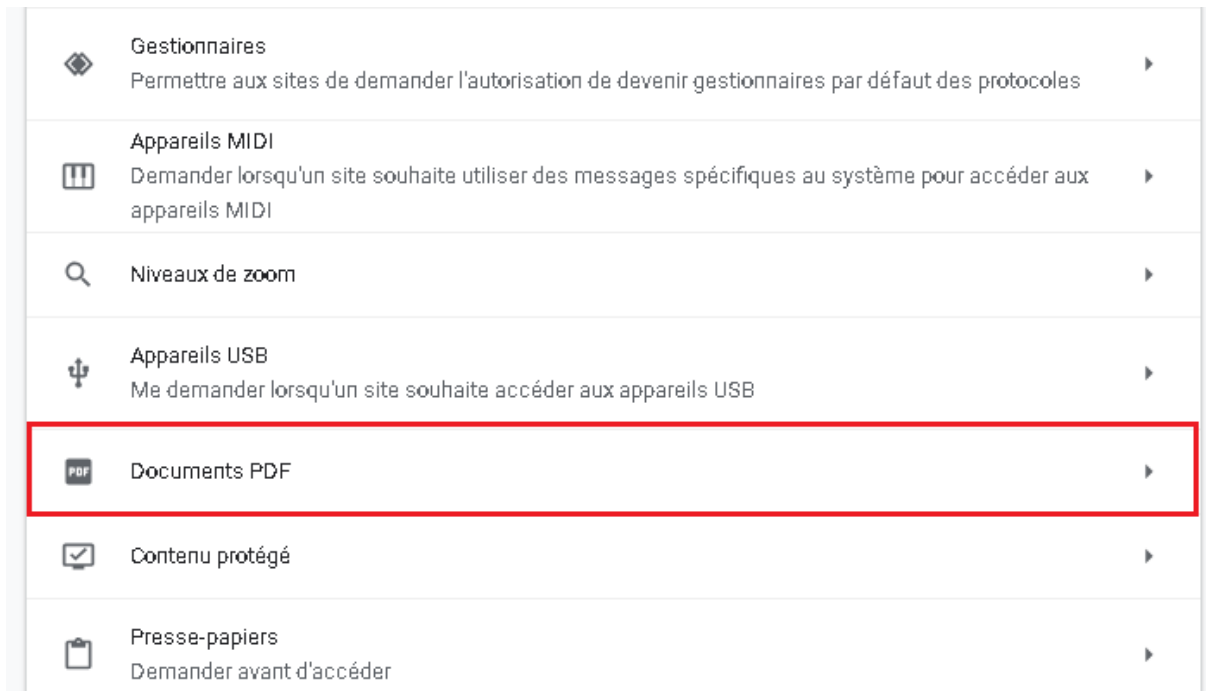 Gestionnaires
Permettre aux sites de demander l'autorisation de devenir gestionnaires par défaut des protocoles
Appareils MIDI
Demander lorsqu'un site souhaite utiliser des messages spécifiques au système pour accéder aux
appareils MIDI
Niveaux de zoom
Appareils USB
Me demander lorsqu'un site souhaite accéder aux appareils USB
PDF
Documents PDF
Contenu protégé
Presse-papiers
Demander avant d'accéder